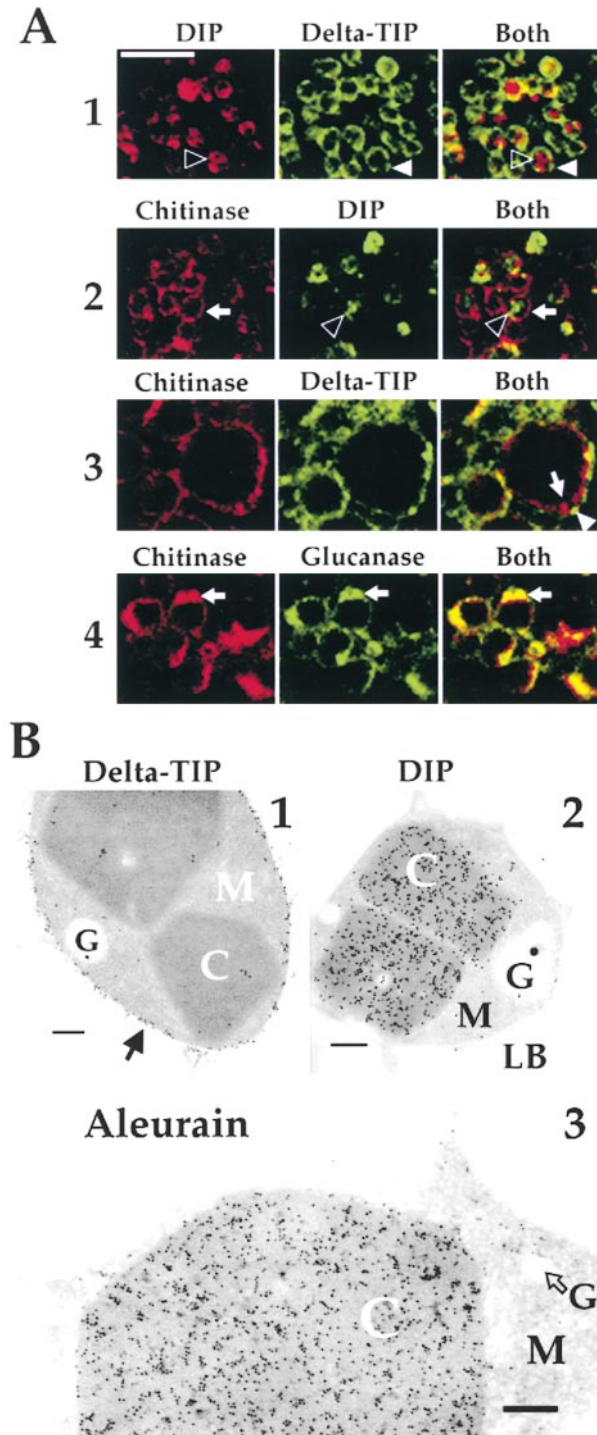 A
DIP Delta-TIP Both
1
Chitinase DIP Both
2
Chitinase Delta-TIP Both
3
Chitinase Glucanase Both
4
B
Delta-TIP DIP
1 2
M C
G C G
M
LB
Aleurain 3
C G
M